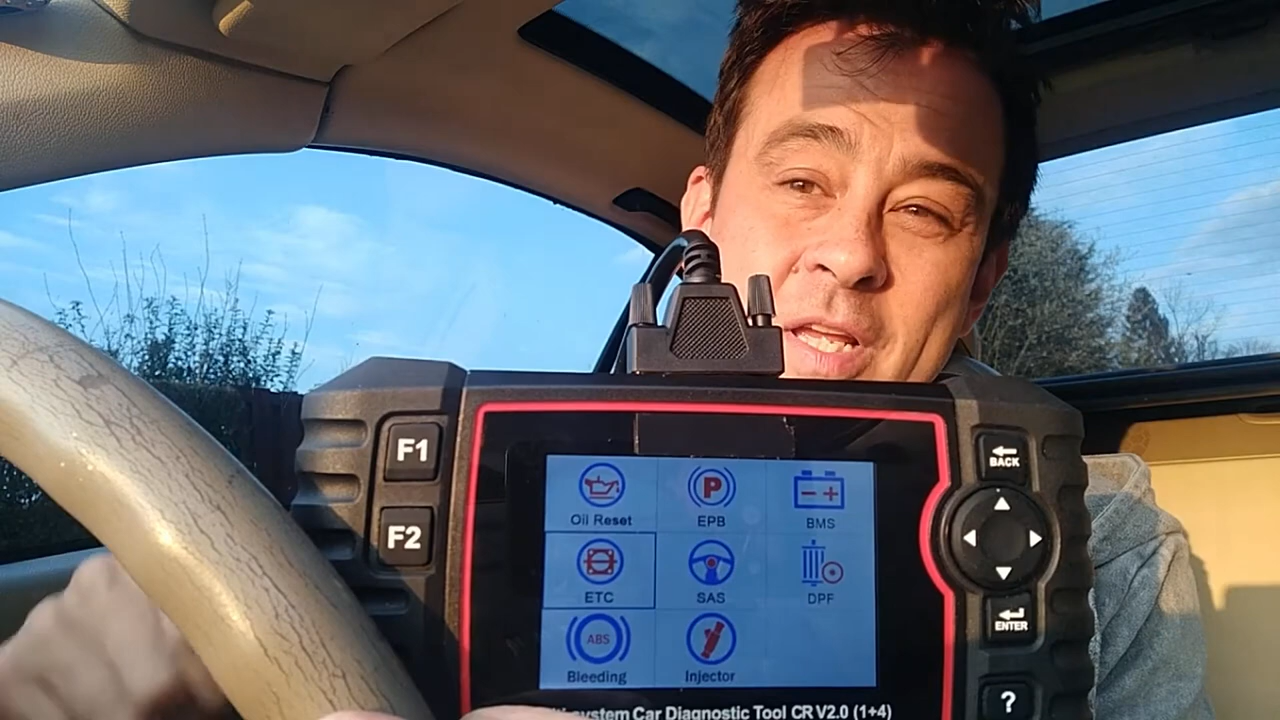 F1
F2
Oil Reset
EPB
BMS
ETC
SAS
DPF
ABS
Bleeding
Injector
BACK
ENTER
?
system Car Diagnostic Tool CR V2.0 (1+4)